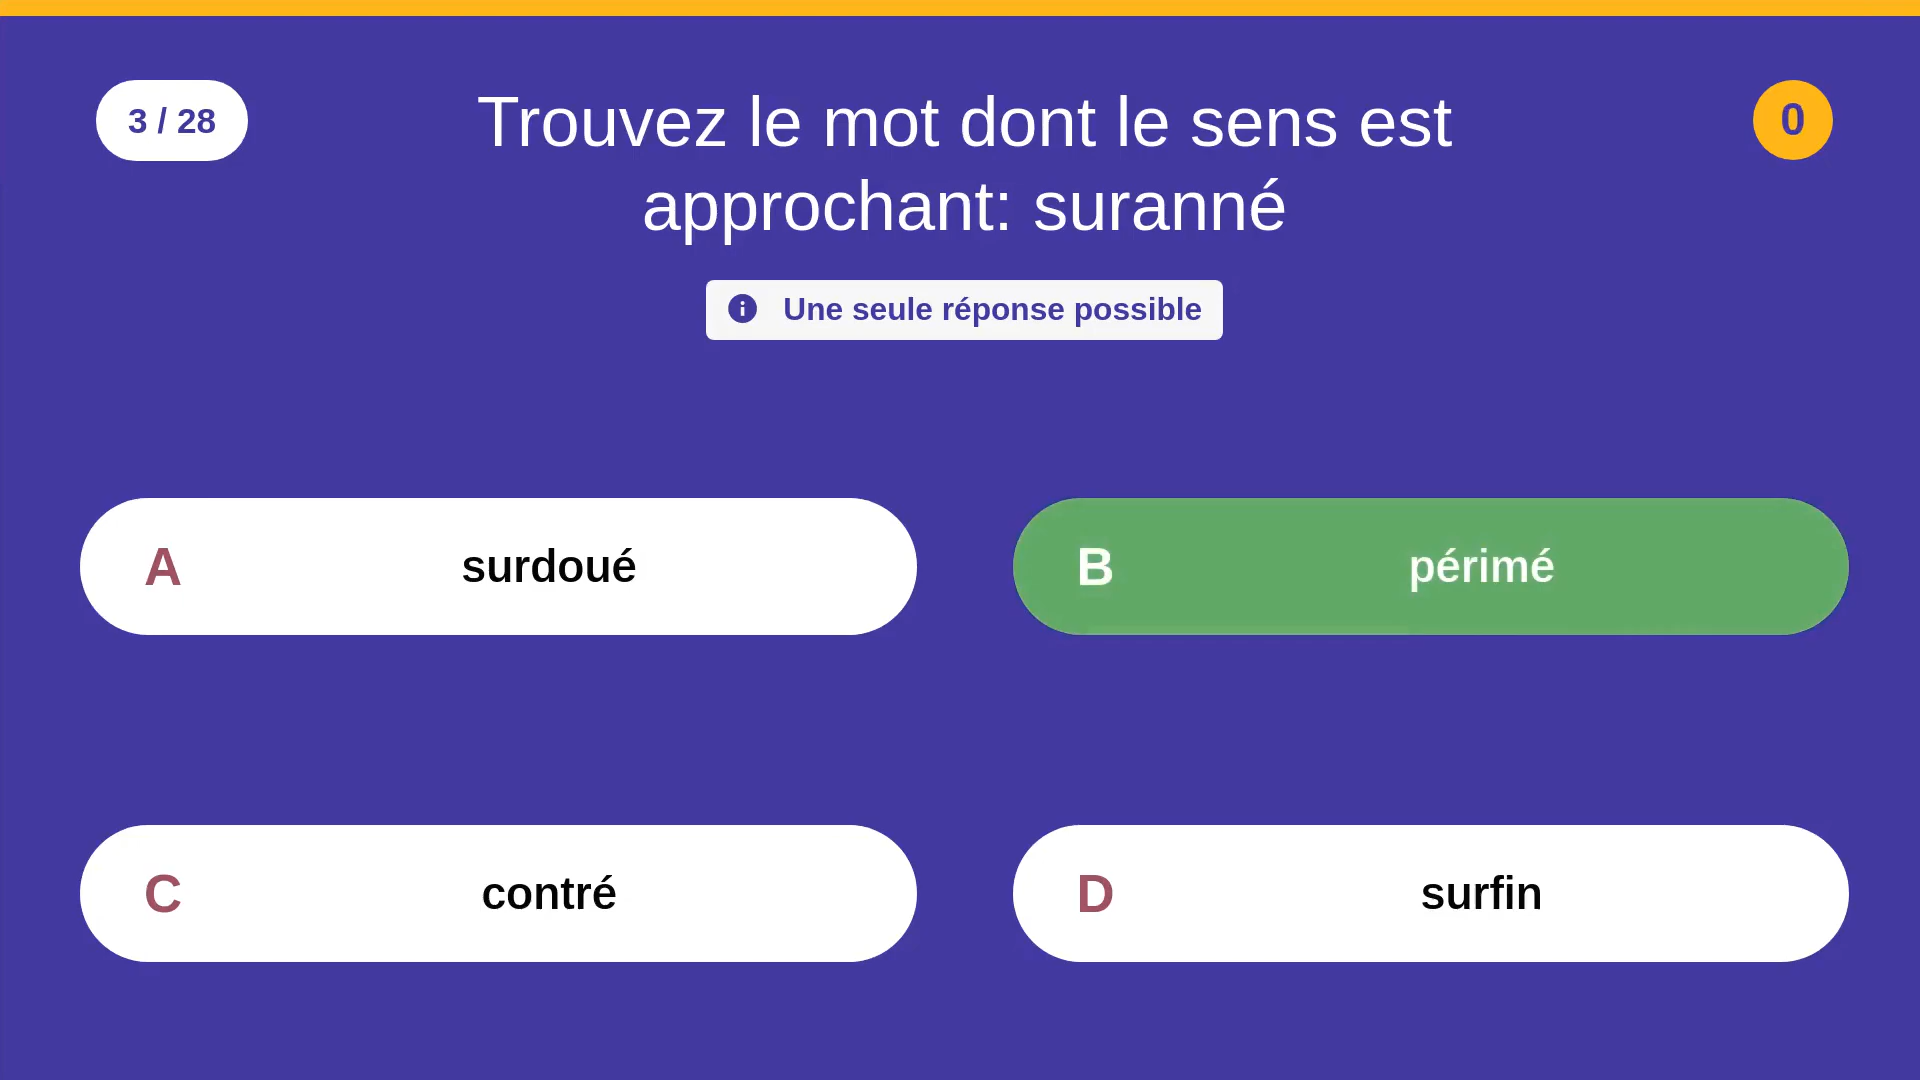 3 / 28
Trouvez le mot dont le sens est
approchant: suranné
0
Une seule réponse possible
A surdoué
B périmé
C contré
D surfin